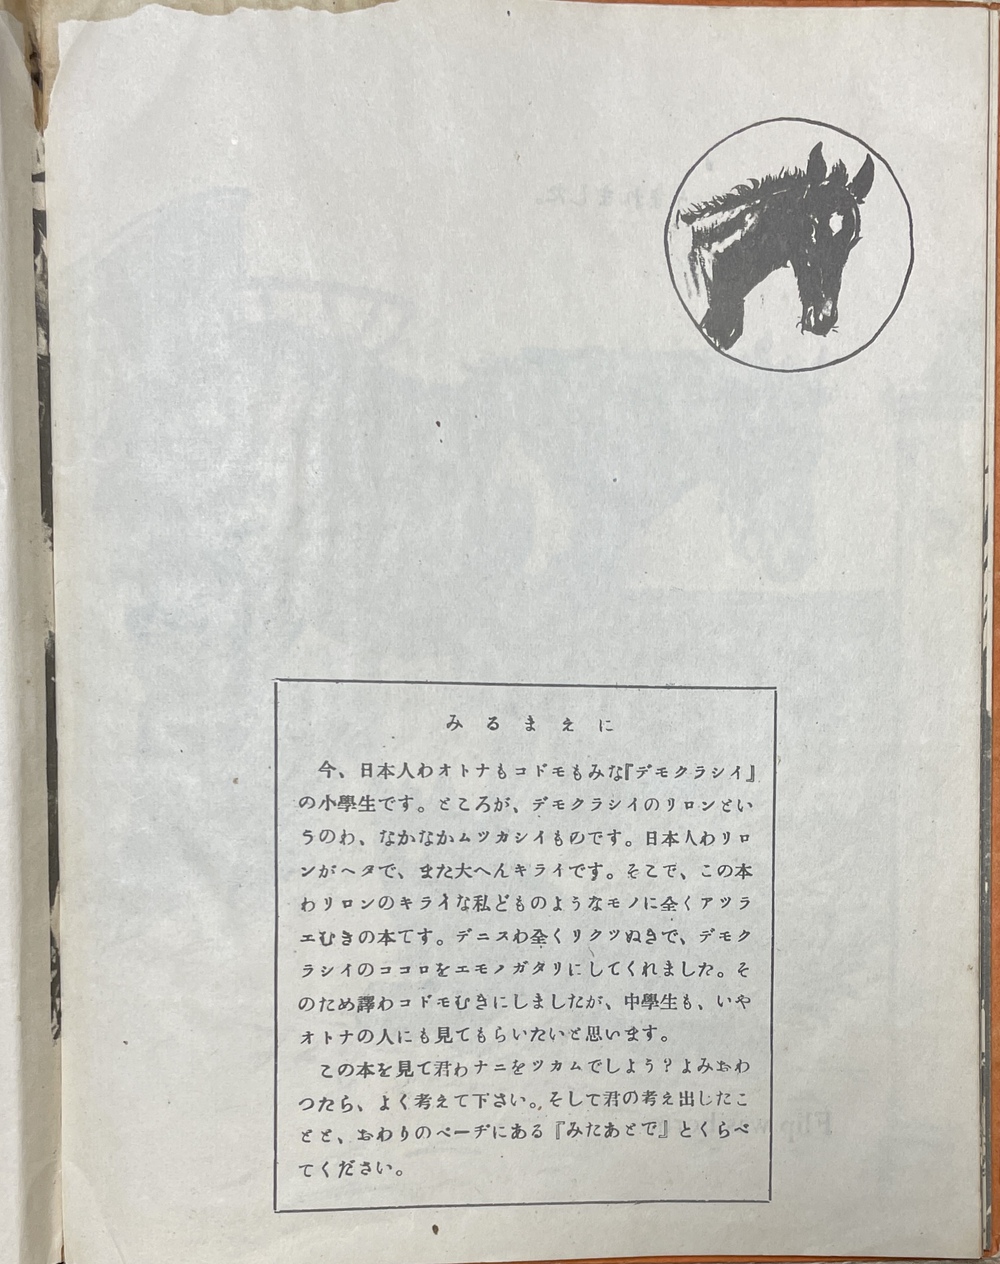 みるまえに
今、日本人わオトナもコドモもみな『デモクラシイ』
の小學生です。ところが、デモクラシイのリロンとい
うのわ、なかなかムツカシイものです。日本人わリロ
ンがヘタで、また大へんキライです。そこで、この本
わリロンのキライな私どものようなモノに全くアツラ
エむきの本てす。デニスわ全くリクツぬきで、デモク
ラシイのココロをエモノガタリにしてくれました。そ
のため譯わコドモむきにしましたが、中學生も、いや
オトナの人にも見てもらいたいと思います。
この本を見て君わナニをツカムでしよう？よみおわ
つたら、よく考えて下さい。そして君の考え出したこ
とと、おわりのページにある『みたあとで』とくらべ
てください。